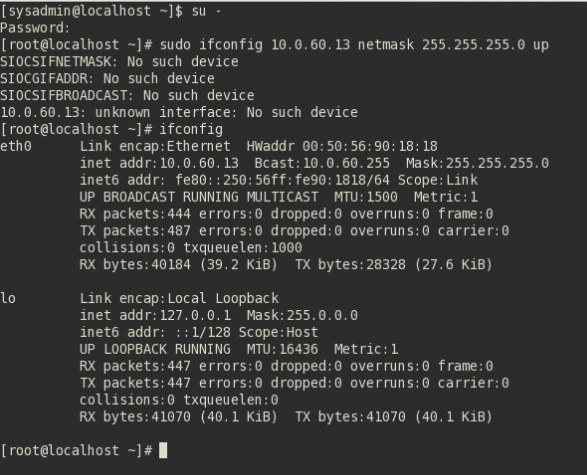 [sysadmin@localhost ~]$ su -
Password:
[root@localhost ~]# sudo ifconfig 10.0.60.13 netmask 255.255.255.0 up
SIOCSIFNETMASK: No such device
SIOCGIFADDR: No such device
SIOCSIFBROADCAST: No such device
10.0.60.13: unknown interface: No such device
[root@localhost ~]# ifconfig
eth0      Link encap:Ethernet  HWaddr 00:50:56:90:18:18
          inet addr:10.0.60.13  Bcast:10.0.60.255  Mask:255.255.255.0
          inet6 addr: fe80::250:56ff:fe90:1818/64 Scope:Link
          UP BROADCAST RUNNING MULTICAST  MTU:1500  Metric:1
          RX packets:444 errors:0 dropped:0 overruns:0 frame:0
          TX packets:487 errors:0 dropped:0 overruns:0 carrier:0
          collisions:0 txqueuelen:1000
          RX bytes:40184 (39.2 KiB)  TX bytes:28328 (27.6 KiB)

lo        Link encap:Local Loopback
          inet addr:127.0.0.1  Mask:255.0.0.0
          inet6 addr: ::1/128 Scope:Host
          UP LOOPBACK RUNNING  MTU:16436  Metric:1
          RX packets:447 errors:0 dropped:0 overruns:0 frame:0
          TX packets:447 errors:0 dropped:0 overruns:0 carrier:0
          collisions:0 txqueuelen:0
          RX bytes:41070 (40.1 KiB)  TX bytes:41070 (40.1 KiB)

[root@localhost ~]#